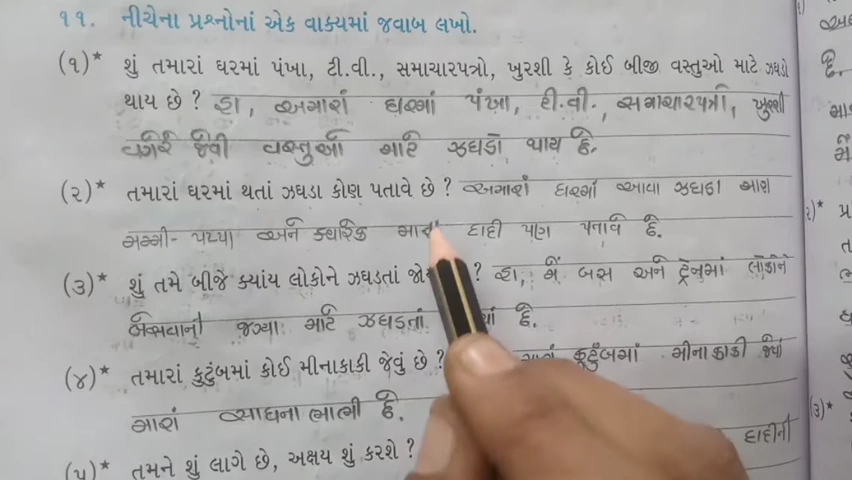 ૧૧. નીચેના પ્રશ્નોનાં એક વાક્યમાં જવાબ લખો.
(૧)* શું તમારાં ઘરમાં પંખા, ટી.વી., સમાચારપત્રો, ખુરશી કે કોઈ બીજી વસ્તુઓ માટે ઝઘડો
થાય છે ? હા, અમારાં ઘરમાં પંખા, ટી.વી., સમાચારપત્રો, ખુરશી
વગેરે જેવી વસ્તુઓ માટે ઝઘડો થાય છે.
(૨)* તમારાં ઘરમાં થતાં ઝઘડા કોણ પતાવે છે ? અમારાં ઘરમાં આવા ઝઘડા મારા
મમ્મી-પપ્પા અને ક્યારેક મારાં દાદી પણ પતાવે છે.
(૩)* શું તમે બીજે ક્યાંય લોકોને ઝઘડતાં ? હા, મેં બસ અને ટ્રેનમાં લોકોને
બેસવાની જગ્યા માટે ઝઘડતાં છે.
(૪)* તમારાં કુટુંબમાં કોઈ મીનાકાકી જેવું છે ? કુટુંબમાં મીનાકાકી જેવાં
મારાં સાધનાભાભી છે.
(૫)* તમને શું લાગે છે, અક્ષય શું કરશે ? દાદીની